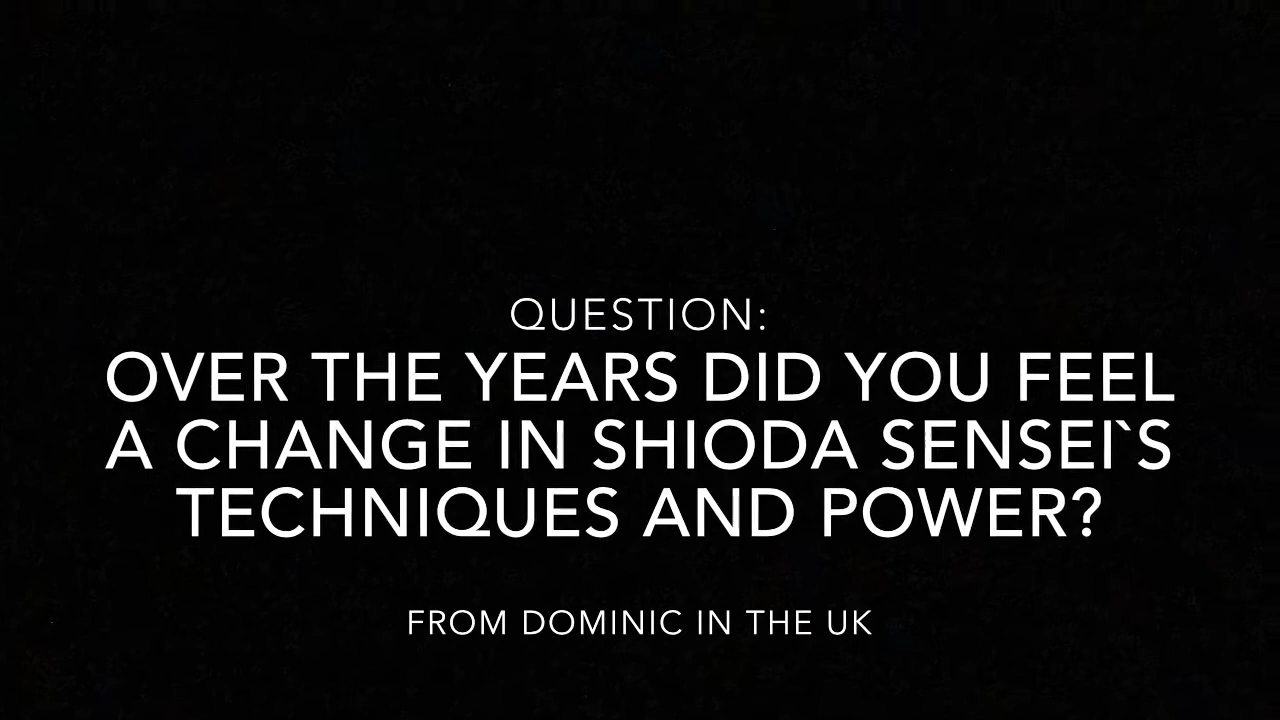 QUESTION:
OVER THE YEARS DID YOU FEEL
A CHANGE IN SHIODA SENSEI`S
TECHNIQUES AND POWER?
FROM DOMINIC IN THE UK